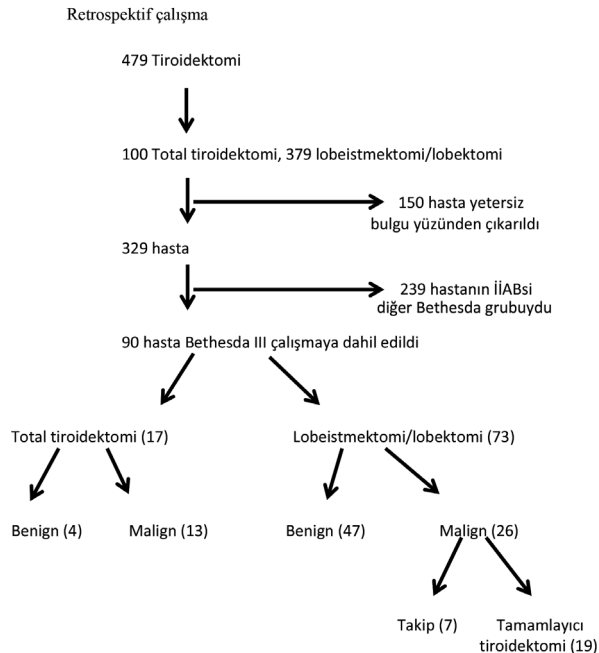 Retrospektif çalışma
479 Tiroidektomi
100 Total tiroidektomi, 379 lobeistmektomi/lobektomi
150 hasta yetersiz
bulgu yüzünden çıkarıldı
329 hasta
239 hastanın İİABsi
diğer Bethesda grubuydu
90 hasta Bethesda III çalışmaya dahil edildi
Total tiroidektomi (17)
Lobeistmektomi/lobektomi (73)
Benign (4)
Malign (13)
Benign (47)
Malign (26)
Takip (7)
Tamamlayıcı
tiroidektomi (19)